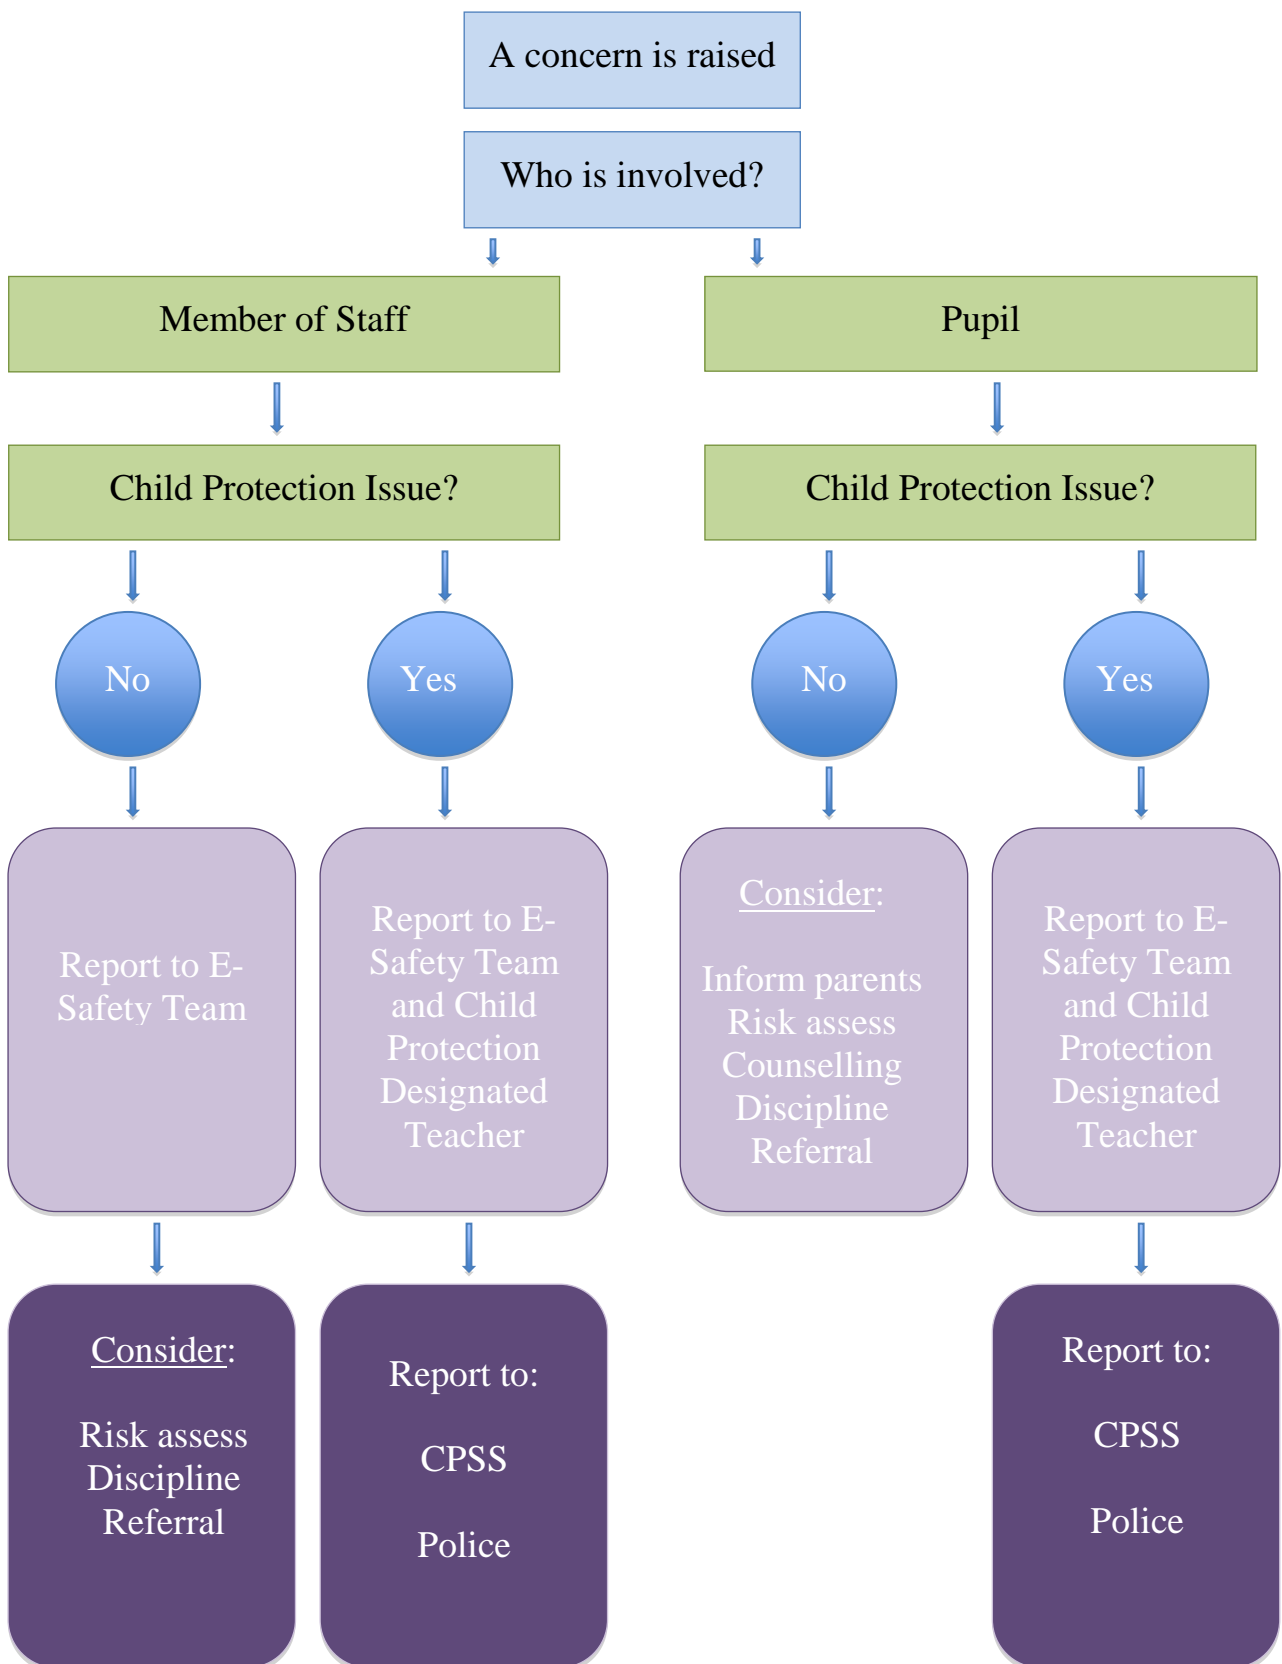 A concern is raised
Who is involved?
Member of Staff
Pupil
Child Protection Issue?
Child Protection Issue?
No
Yes
No
Yes
Report to E-
Safety Team
Report to E-
Safety Team
and Child
Protection
Designated
Teacher
Consider:
Inform parents
Risk assess
Counselling
Discipline
Referral
Report to E-
Safety Team
and Child
Protection
Designated
Teacher
Consider:
Risk assess
Discipline
Referral
Report to:
CPSS
Police
Report to:
CPSS
Police